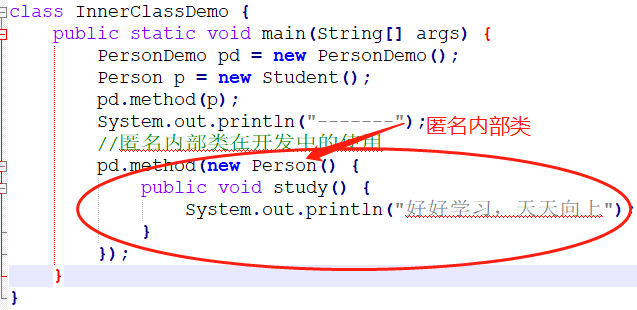 class InnerClassDemo {
public static void main(String[] args) {
PersonDemo pd = new PersonDemo();
Person p = new Student();
pd.method(p);
System.out.println("-------");
匿名内部类
//匿名内部类在开发中的使用
pd.method(new Person() {
public void study() {
System.out.println("好好学习，天天向上");
}
});
}
}